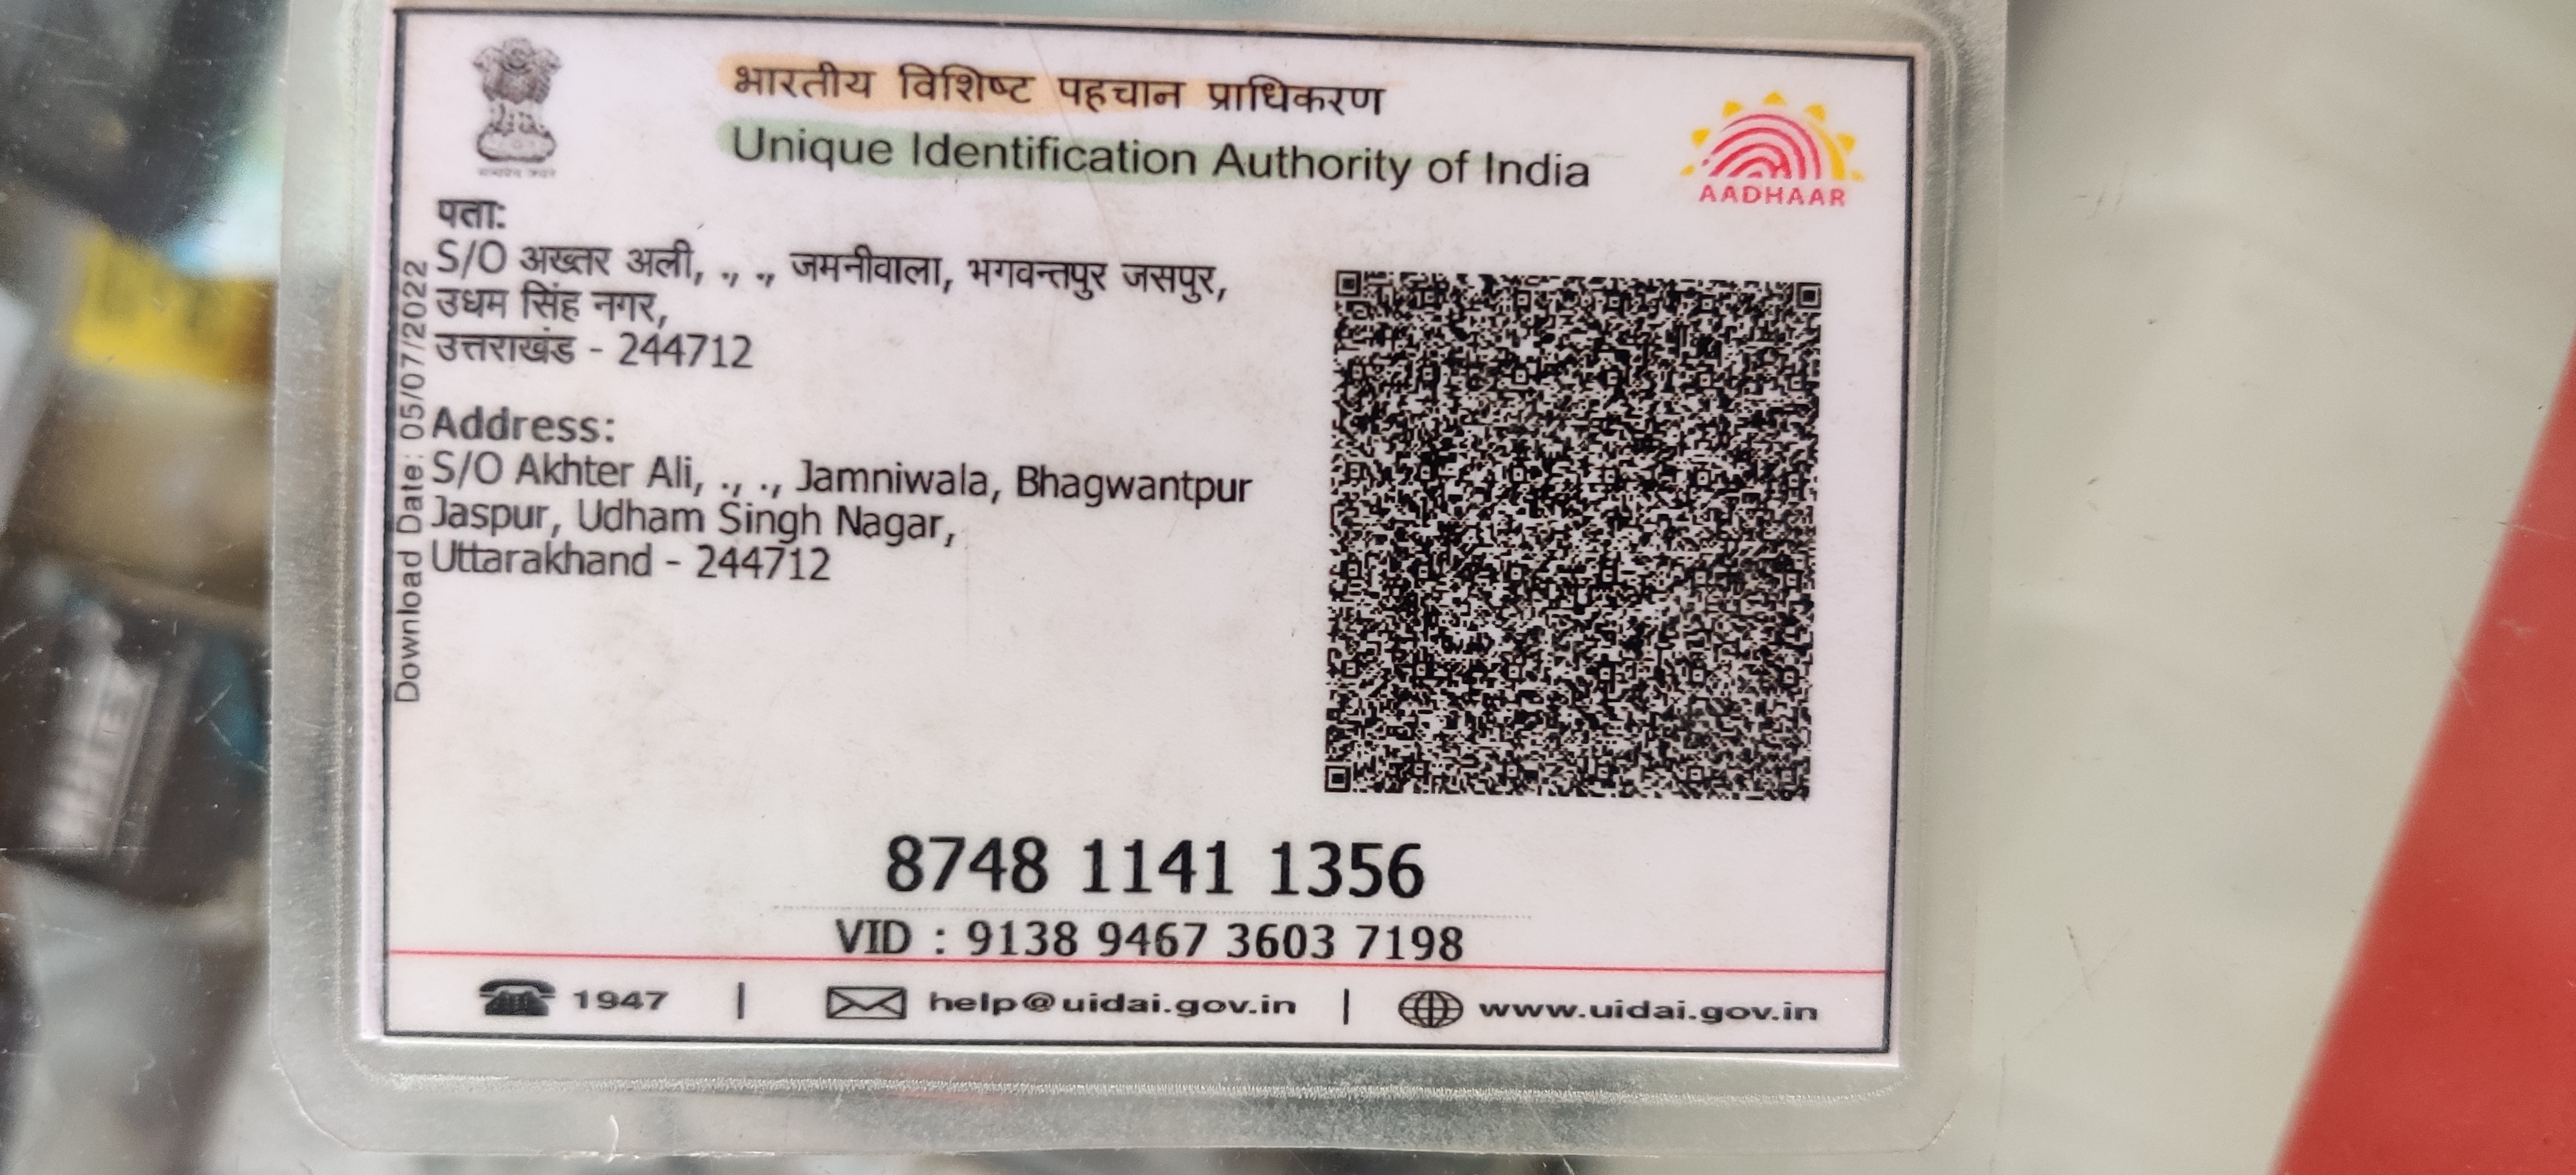 भारतीय विशिष्ट पहचान प्राधिकरण
Unique Identification Authority of India
AADHAAR
पता:
S/O अख्तर अली, ., ., जमनीवाला, भगवन्तपुर जसपुर,
उधम सिंह नगर,
उत्तराखंड - 244712
Address:
S/O Akhter Ali, ., ., Jamniwala, Bhagwantpur
Jaspur, Udham Singh Nagar,
Uttarakhand - 244712
Download Date: 05/07/2022
8748 1141 1356
VID : 9138 9467 3603 7198
1947 | help@uidai.gov.in | www.uidai.gov.in